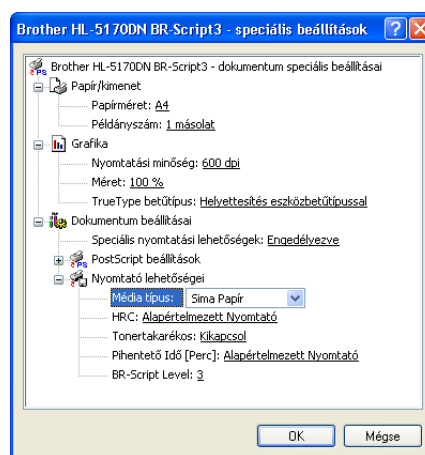 Brother HL-5170DN BR-Script3 - speciális beállítások
Brother HL-5170DN BR-Script3 - dokumentum speciális beállításai
Papír/kimenet
Papírméret: A4
Példányszám: 1 másolat
Grafika
Nyomtatási minőség: 600 dpi
Méret: 100 %
TrueType betűtípus: Helyettesítés eszközbetűtípussal
Dokumentum beállításai
Speciális nyomtatási lehetőségek: Engedélyezve
PostScript beállítások
Nyomtató lehetőségei
Média típus: Sima Papír
HRC: Alapértelmezett Nyomtató
Tonertakarékos: Kikapcsol
Pihentető Idő [Perc]: Alapértelmezett Nyomtató
BR-Script Level: 3
OK Mégse